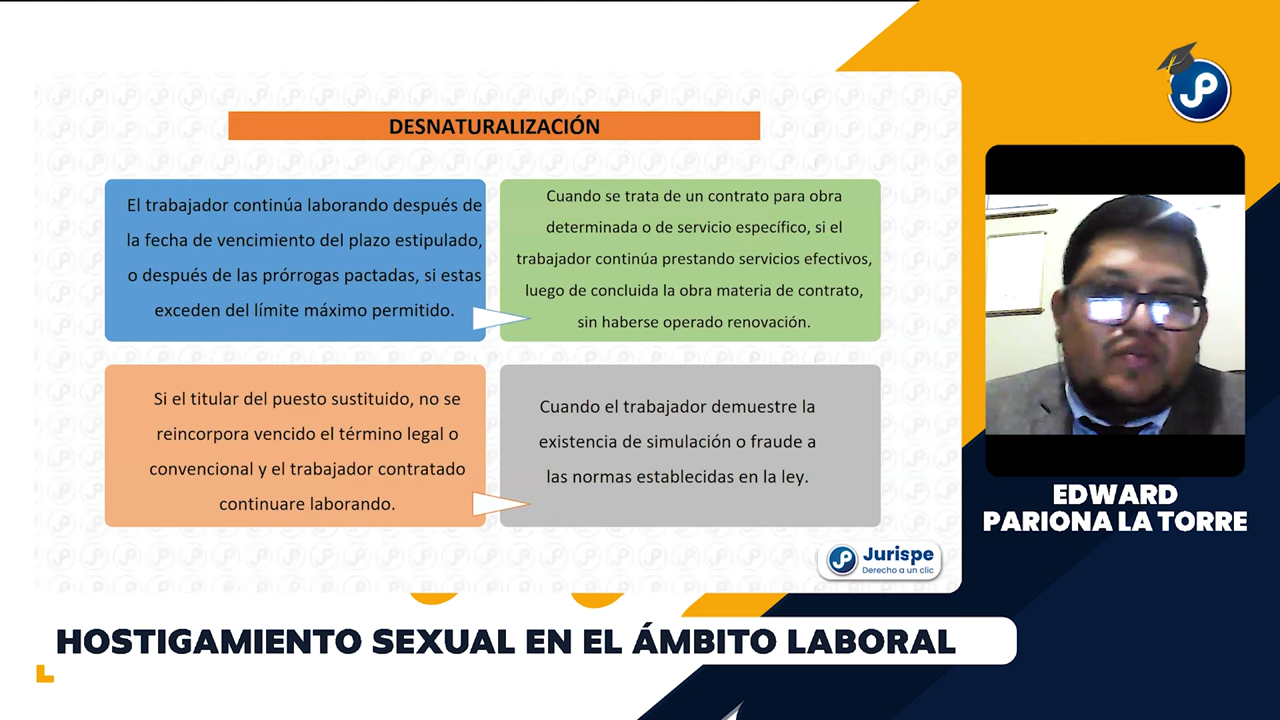 DESNATURALIZACIÓN
El trabajador continúa laborando después de
la fecha de vencimiento del plazo estipulado,
o después de las prórrogas pactadas, si estas
exceden del límite máximo permitido.
Cuando se trata de un contrato para obra
determinada o de servicio específico, si el
trabajador continúa prestando servicios efectivos,
luego de concluida la obra materia de contrato,
sin haberse operado renovación.
Si el titular del puesto sustituido, no se
reincorpora vencido el término legal o
convencional y el trabajador contratado
continuare laborando.
Cuando el trabajador demuestre la
existencia de simulación o fraude a
las normas establecidas en la ley.
Jurispe
Derecho a un clic
JP
EDWARD
PARIONA LA TORRE
HOSTIGAMIENTO SEXUAL EN EL ÁMBITO LABORAL